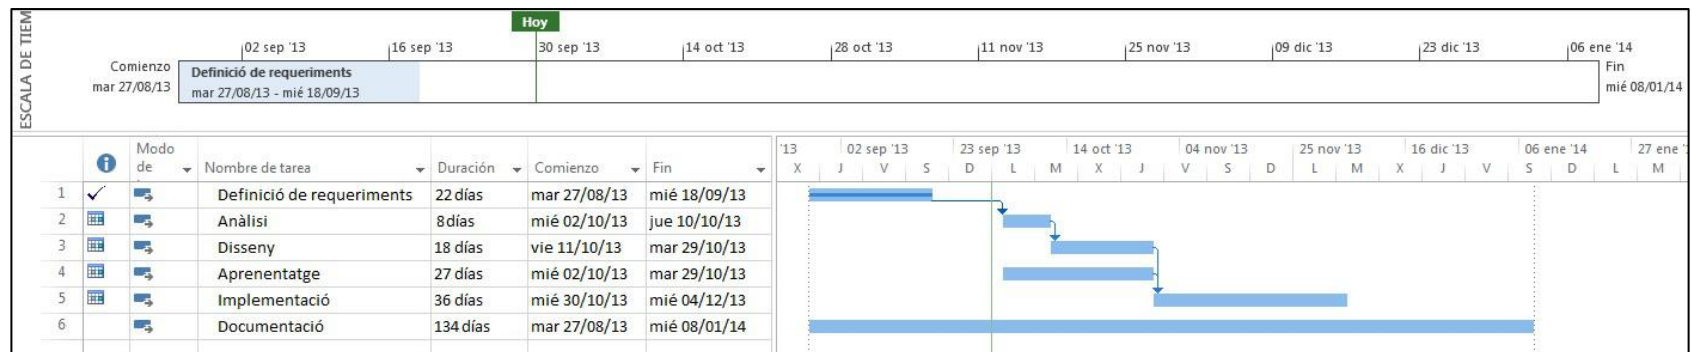 ESCALA DE TIEM
Hoy
02 sep '13 16 sep '13 30 sep '13 14 oct '13 28 oct '13 11 nov '13 25 nov '13 09 dic '13 23 dic '13 06 ene '14
Comienzo
mar 27/08/13
Definició de requeriments
mar 27/08/13 - mié 18/09/13
Fin
mié 08/01/14
Modo
de Nombre de tarea Duración Comienzo Fin
'13 02 sep '13 23 sep '13 14 oct '13 04 nov '13 25 nov '13 16 dic '13 06 ene '14 27 ene '1
X J V S D L M X J V S D L M X J V S D L M
1 Definició de requeriments 22 días mar 27/08/13 mié 18/09/13
2 Anàlisi 8 días mié 02/10/13 jue 10/10/13
3 Disseny 18 días vie 11/10/13 mar 29/10/13
4 Aprenentatge 27 días mié 02/10/13 mar 29/10/13
5 Implementació 36 días mié 30/10/13 mié 04/12/13
6 Documentació 134 días mar 27/08/13 mié 08/01/14